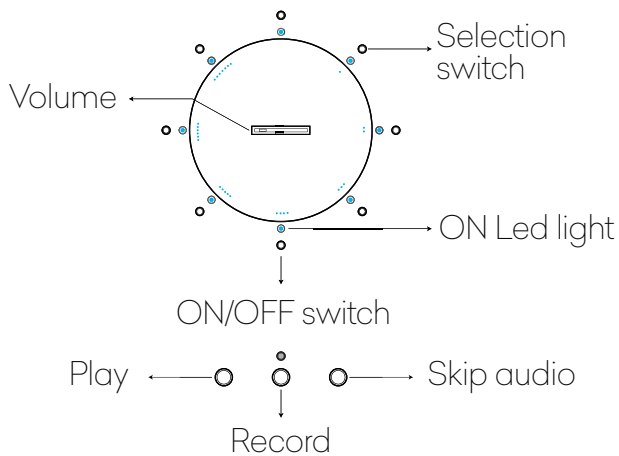 Selection
switch
Volume
ON Led light
ON/OFF switch
Play
Skip audio
Record